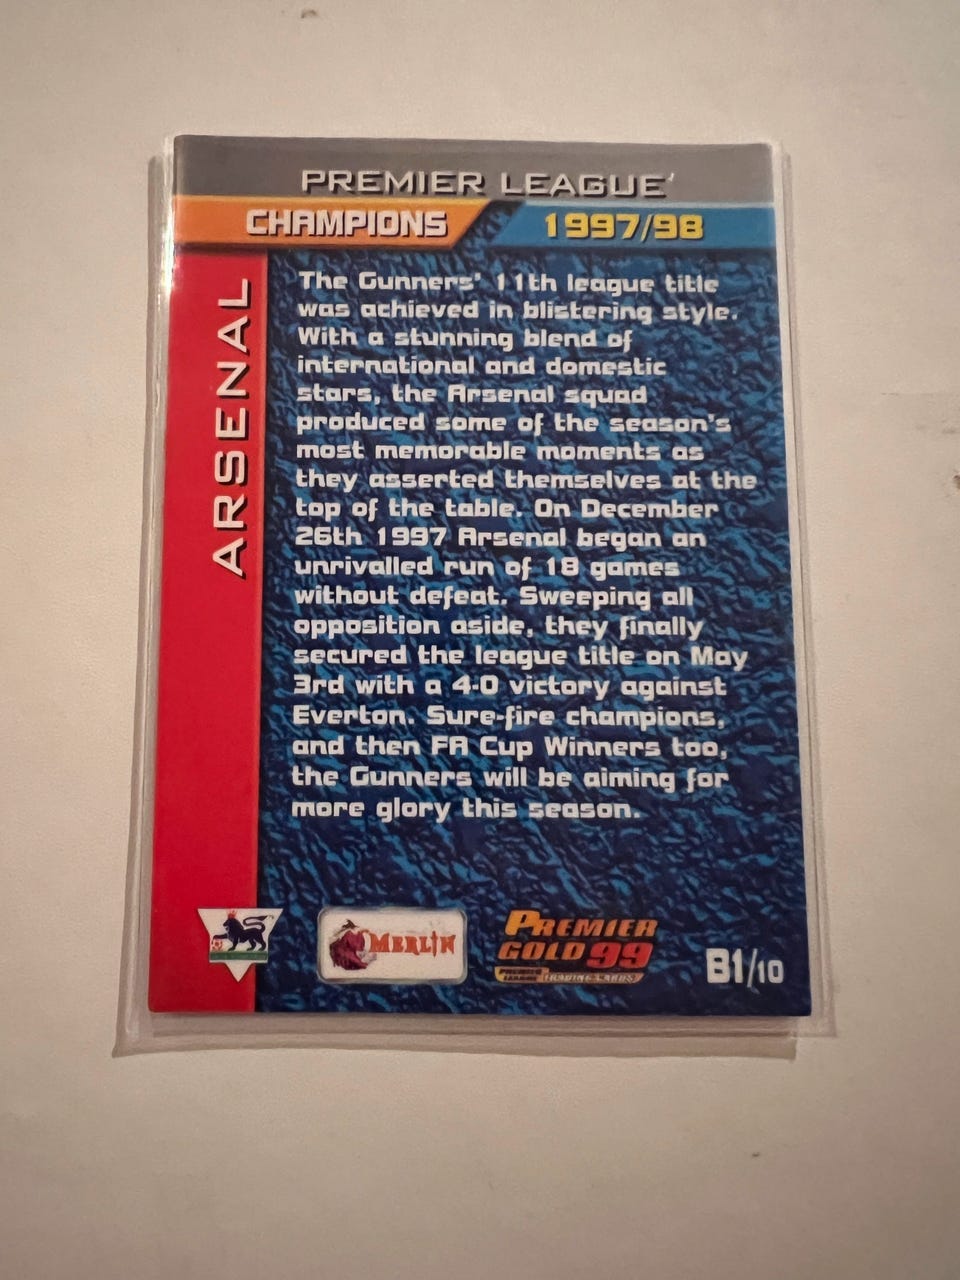 PREMIER LEAGUE'
CHAMPIONS 1997/98
ARSENAL
The Gunners' 11th league title
was achieved in blistering style.
With a stunning blend of
international and domestic
stars, the Arsenal squad
produced some of the season's
most memorable moments as
they asserted themselves at the
top of the table. On December
26th 1997 Arsenal began an
unrivalled run of 18 games
without defeat. Sweeping all
opposition aside, they finally
secured the league title on May
3rd with a 4-0 victory against
Everton. Sure-fire champions,
and then FA Cup Winners too,
the Gunners will be aiming for
more glory this season.
MERLIN
PREMIER
GOLD 99
PREMIER
LEAGUE TRADING CARDS
B1/10